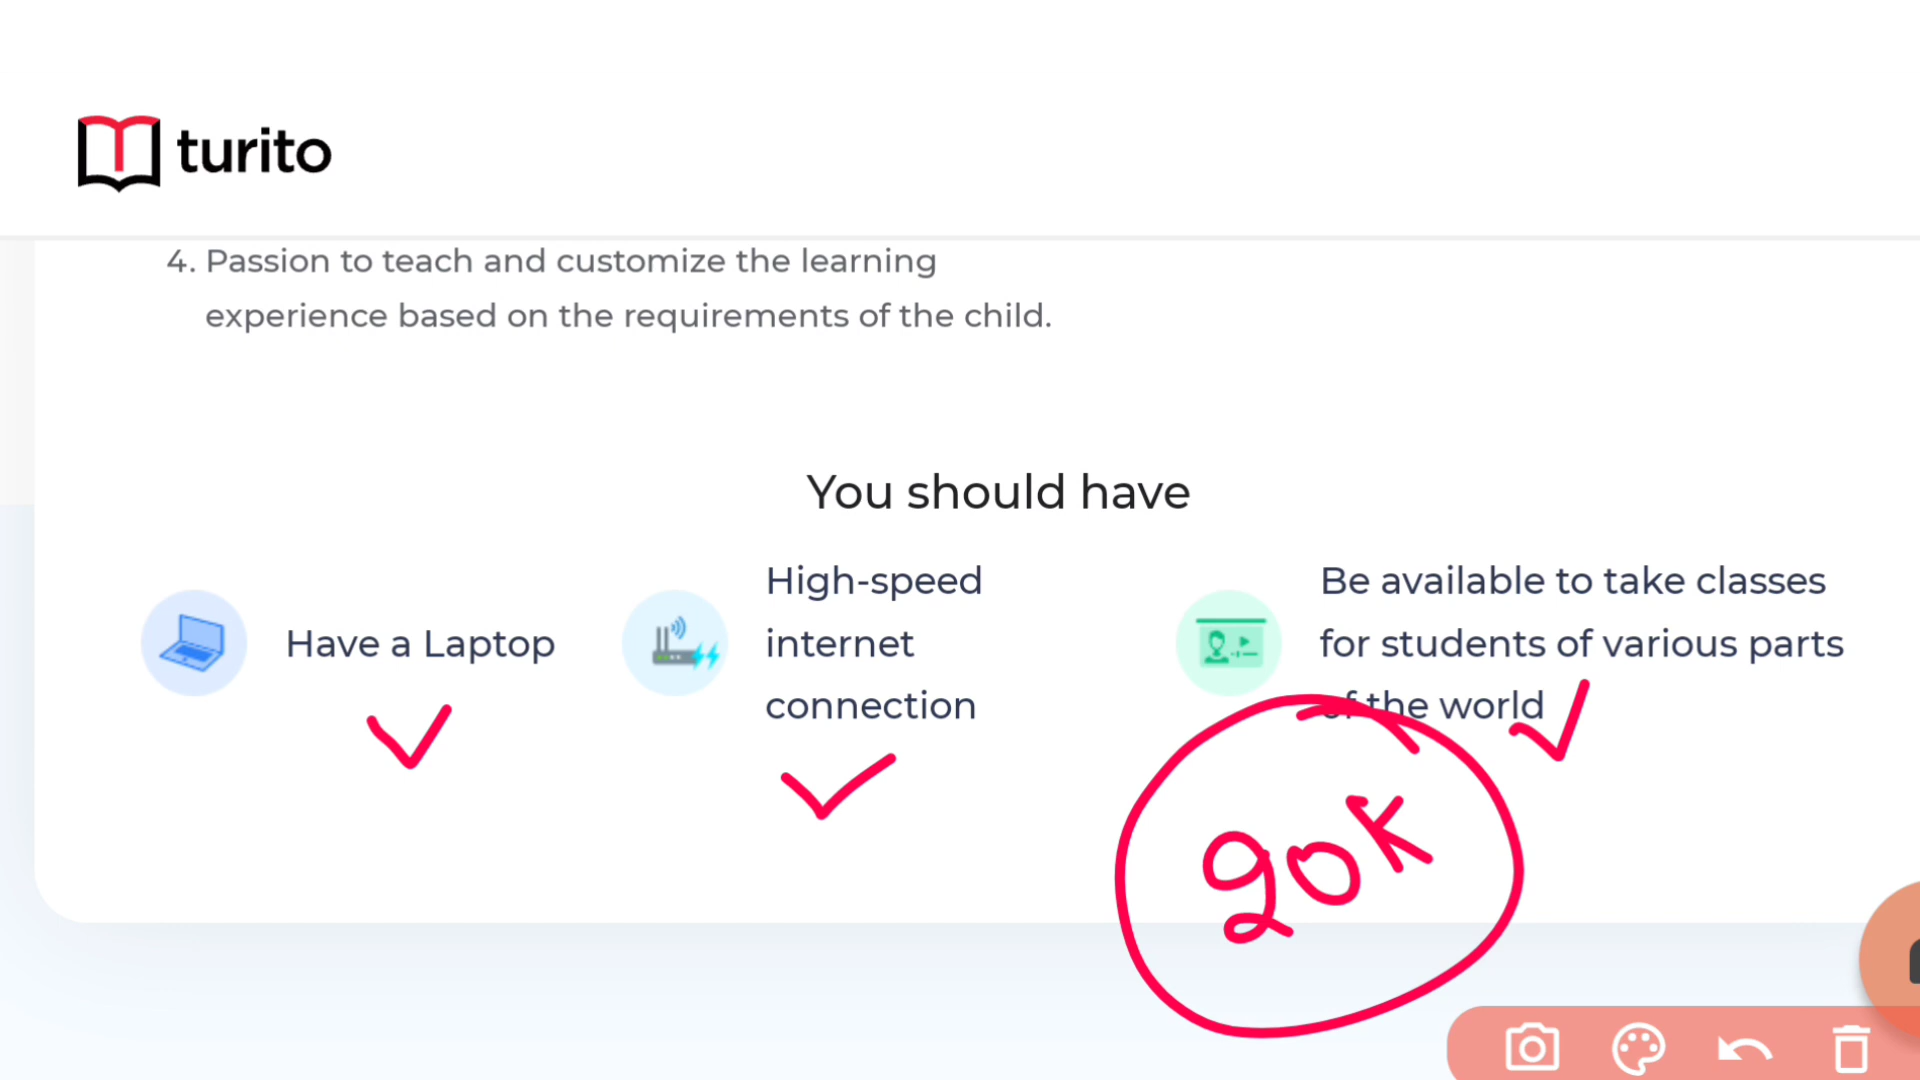 turito
4. Passion to teach and customize the learning
experience based on the requirements of the child.
You should have
Have a Laptop
High-speed
internet
connection
Be available to take classes
for students of various parts
of the world
20K